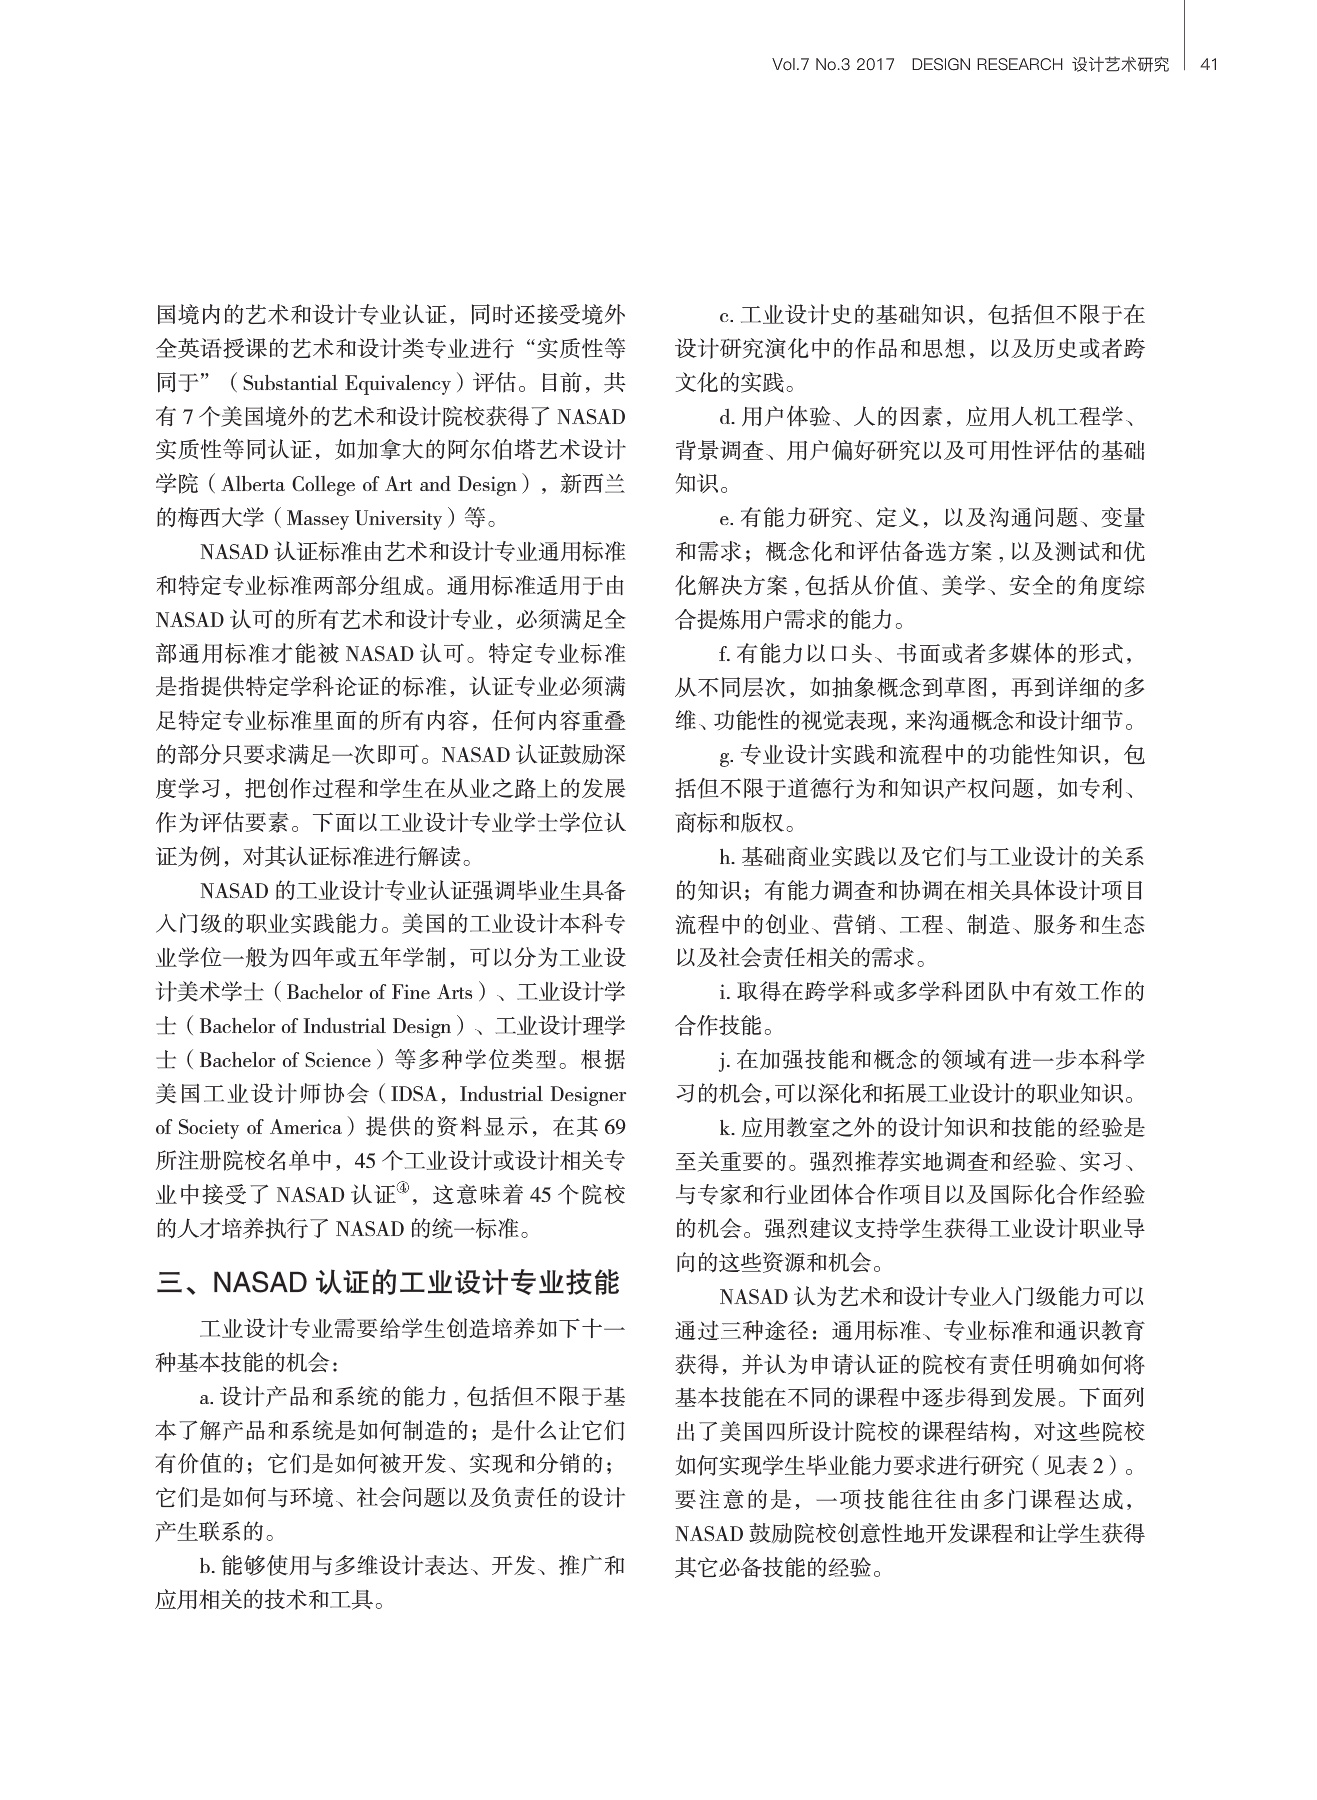 Vol.7 No.3 2017 DESIGN RESEARCH 设计艺术研究 41
国境内的艺术和设计专业认证，同时还接受境外
全英语授课的艺术和设计类专业进行“实质性等
同于”（Substantial Equivalency）评估。目前，共
有 7 个美国境外的艺术和设计院校获得了 NASAD
实质性等同认证，如加拿大的阿尔伯塔艺术设计
学院（Alberta College of Art and Design），新西兰
的梅西大学（Massey University）等。
NASAD 认证标准由艺术和设计专业通用标准
和特定专业标准两部分组成。通用标准适用于由
NASAD 认可的所有艺术和设计专业，必须满足全
部通用标准才能被 NASAD 认可。特定专业标准
是指提供特定学科论证的标准，认证专业必须满
足特定专业标准里面的所有内容，任何内容重叠
的部分只要求满足一次即可。NASAD 认证鼓励深
度学习，把创作过程和学生在从业之路上的发展
作为评估要素。下面以工业设计专业学士学位认
证为例，对其认证标准进行解读。
NASAD 的工业设计专业认证强调毕业生具备
入门级的职业实践能力。美国的工业设计本科专
业学位一般为四年或五年学制，可以分为工业设
计美术学士（Bachelor of Fine Arts）、工业设计学
士（Bachelor of Industrial Design）、工业设计理学
士（Bachelor of Science）等多种学位类型。根据
美国工业设计师协会（IDSA，Industrial Designer
of Society of America）提供的资料显示，在其 69
所注册院校名单中，45 个工业设计或设计相关专
业中接受了 NASAD 认证④，这意味着 45 个院校
的人才培养执行了 NASAD 的统一标准。
三、NASAD 认证的工业设计专业技能
工业设计专业需要给学生创造培养如下十一
种基本技能的机会：
a. 设计产品和系统的能力 , 包括但不限于基
本了解产品和系统是如何制造的；是什么让它们
有价值的；它们是如何被开发、实现和分销的；
它们是如何与环境、社会问题以及负责任的设计
产生联系的。
b. 能够使用与多维设计表达、开发、推广和
应用相关的技术和工具。
c. 工业设计史的基础知识，包括但不限于在
设计研究演化中的作品和思想，以及历史或者跨
文化的实践。
d. 用户体验、人的因素，应用人机工程学、
背景调查、用户偏好研究以及可用性评估的基础
知识。
e. 有能力研究、定义，以及沟通问题、变量
和需求；概念化和评估备选方案 , 以及测试和优
化解决方案 , 包括从价值、美学、安全的角度综
合提炼用户需求的能力。
f. 有能力以口头、书面或者多媒体的形式，
从不同层次，如抽象概念到草图，再到详细的多
维、功能性的视觉表现，来沟通概念和设计细节。
g. 专业设计实践和流程中的功能性知识，包
括但不限于道德行为和知识产权问题，如专利、
商标和版权。
h. 基础商业实践以及它们与工业设计的关系
的知识；有能力调查和协调在相关具体设计项目
流程中的创业、营销、工程、制造、服务和生态
以及社会责任相关的需求。
i. 取得在跨学科或多学科团队中有效工作的
合作技能。
j. 在加强技能和概念的领域有进一步本科学
习的机会,可以深化和拓展工业设计的职业知识。
k. 应用教室之外的设计知识和技能的经验是
至关重要的。强烈推荐实地调查和经验、实习、
与专家和行业团体合作项目以及国际化合作经验
的机会。强烈建议支持学生获得工业设计职业导
向的这些资源和机会。
NASAD 认为艺术和设计专业入门级能力可以
通过三种途径：通用标准、专业标准和通识教育
获得，并认为申请认证的院校有责任明确如何将
基本技能在不同的课程中逐步得到发展。下面列
出了美国四所设计院校的课程结构，对这些院校
如何实现学生毕业能力要求进行研究（见表 2）。
要注意的是，一项技能往往由多门课程达成，
NASAD 鼓励院校创意性地开发课程和让学生获得
其它必备技能的经验。